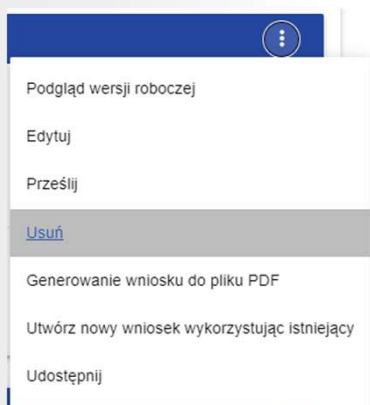 Podgląd wersji roboczej
Edytuj
Prześlij
Usuń
Generowanie wniosku do pliku PDF
Utwórz nowy wniosek wykorzystując istniejący
Udostępnij